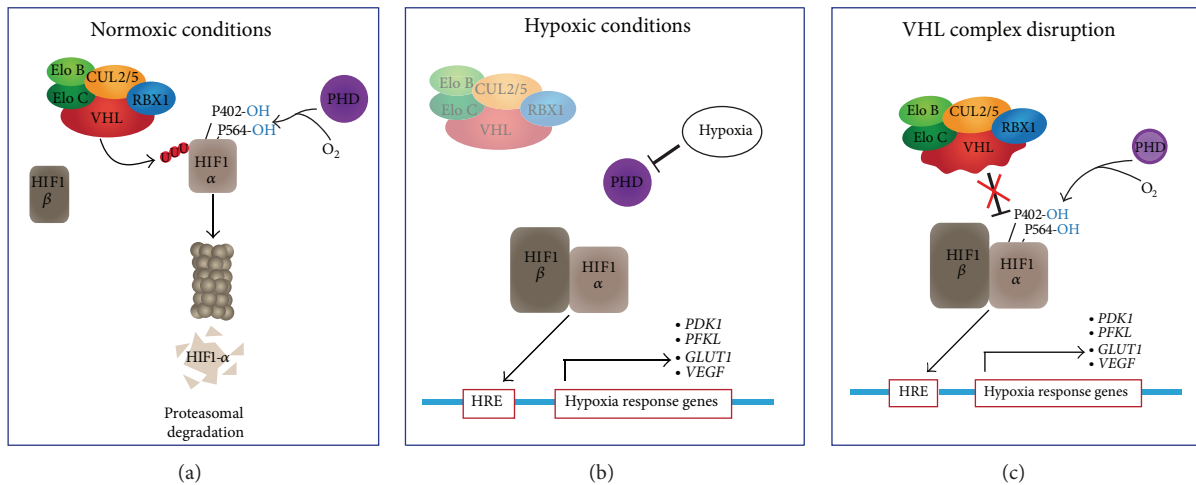 Normoxic conditions
Elo B
CUL2/5
Elo C
RBX1
VHL
PHD
P402-OH
P564-OH
O2
UUU
HIF1
α
HIF1
β
HIF1-α
Proteasomal
degradation
(a)
Hypoxic conditions
Elo B
CUL2/5
Elo C
RBX1
VHL
Hypoxia
PHD
HIF1
β
HIF1
α
• PDK1
• PFKL
• GLUT1
• VEGF
HRE
Hypoxia response genes
(b)
VHL complex disruption
Elo B
CUL2/5
Elo C
RBX1
VHL
PHD
O2
P402-OH
P564-OH
HIF1
β
HIF1
α
• PDK1
• PFKL
• GLUT1
• VEGF
HRE
Hypoxia response genes
(c)